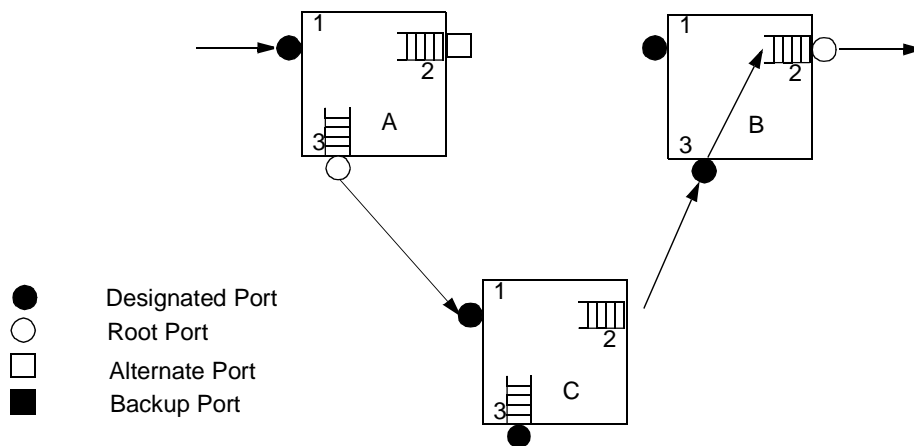 1
2
3
A
1
2
3
B
1
2
3
C
Designated Port
Root Port
Alternate Port
Backup Port